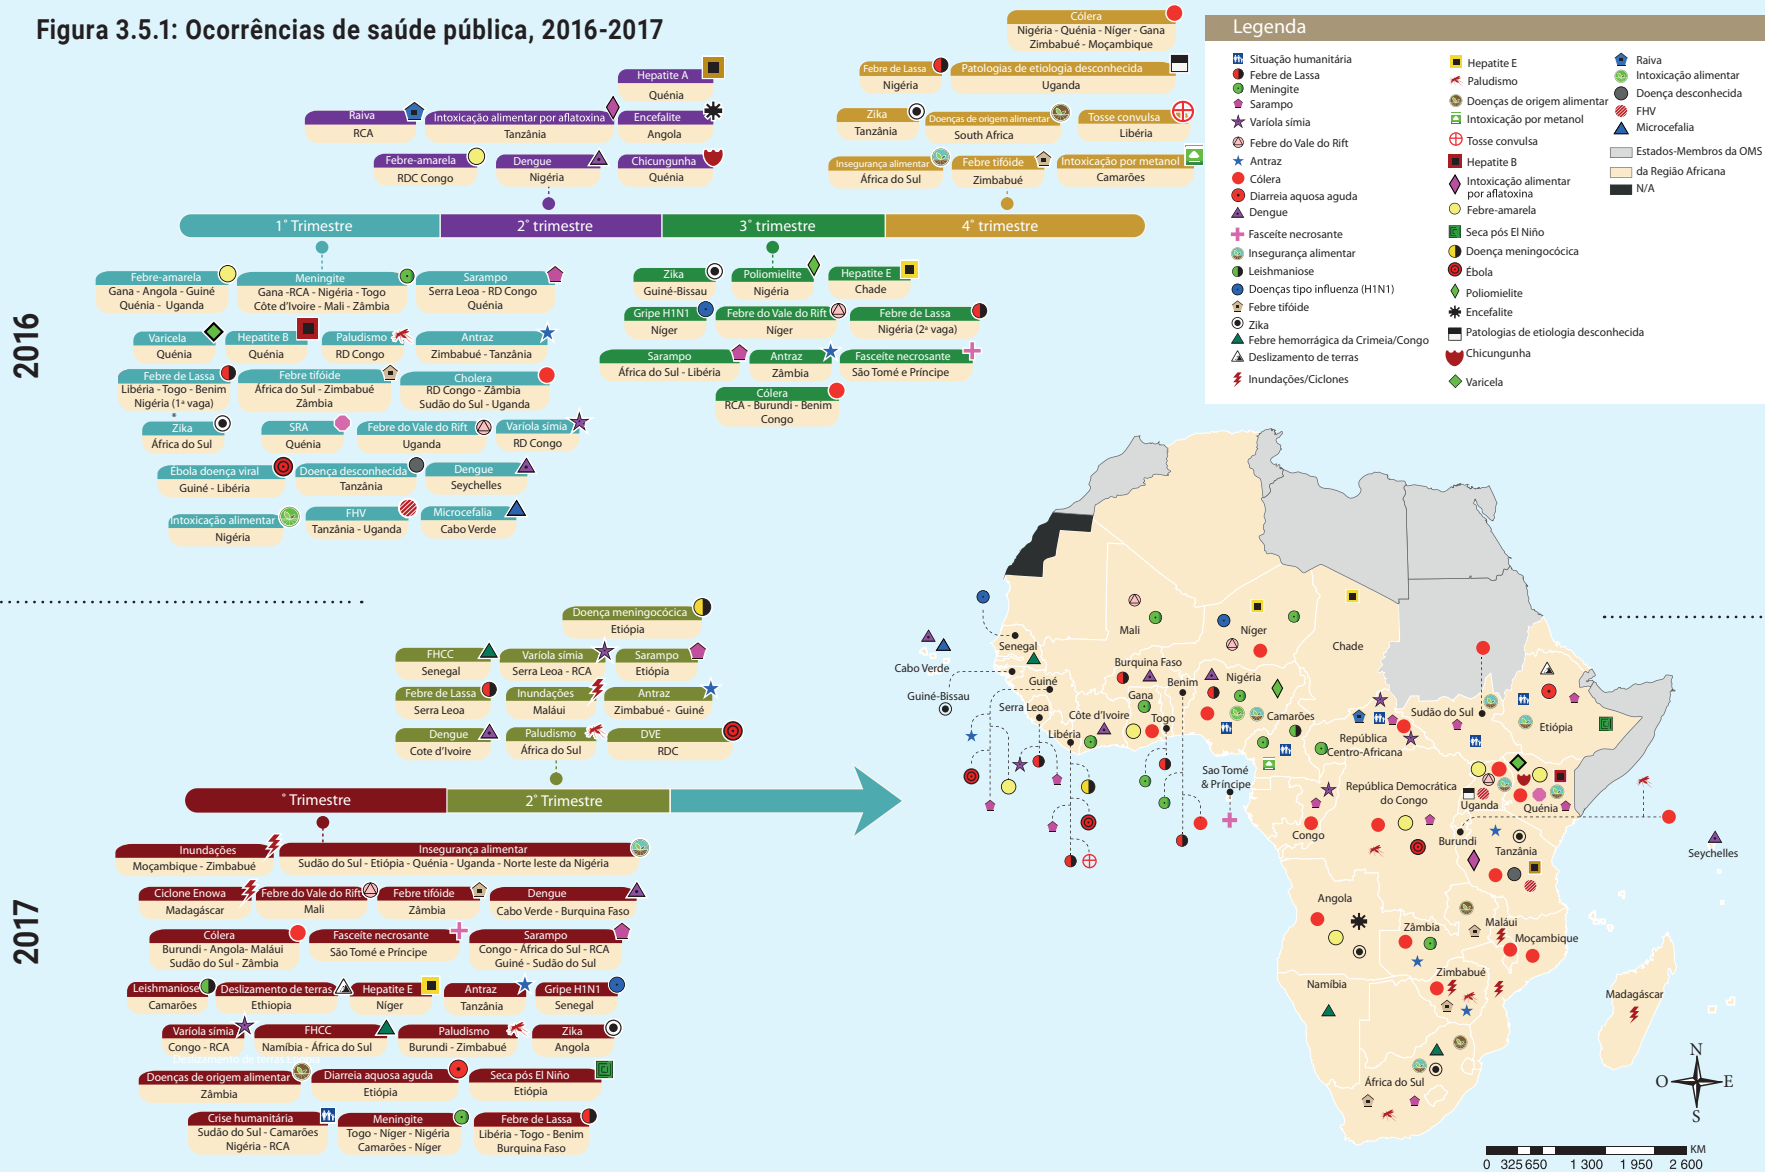 Figura 3.5.1: Ocorrências de saúde pública, 2016-2017
Cólera
Nigéria - Quénia - Níger - Gana
Zimbabué - Moçambique
Hepatite A
Quénia
Febre de Lassa
Nigéria
Patologias de etiologia desconhecida
Uganda
Raiva
RCA
Intoxicação alimentar por aflatoxina
Tanzânia
Encefalite
Angola
Zika
Tanzânia
Doenças de origem alimentar
South Africa
Tosse convulsa
Libéria
Febre-amarela
RDC Congo
Dengue
Nigéria
Chicungunha
Quénia
Insegurança alimentar
África do Sul
Febre tifóide
Zimbabué
Intoxicação por metanol
Camarões
2016
1˚ Trimestre
2˚ trimestre
3˚ trimestre
4˚ trimestre
Febre-amarela
Gana - Angola - Guiné
Quénia - Uganda
Meningite
Gana -RCA - Nigéria - Togo
Côte d'Ivoire - Mali - Zâmbia
Sarampo
Serra Leoa - RD Congo
Quénia
Zika
Guiné-Bissau
Poliomielite
Nigéria
Hepatite E
Chade
Varicela
Quénia
Hepatite B
Quénia
Paludismo
RD Congo
Antraz
Zimbabué - Tanzânia
Gripe H1N1
Níger
Febre do Vale do Rift
Níger
Febre de Lassa
Nigéria (2ª vaga)
Febre de Lassa
Libéria - Togo - Benim
Nigéria (1ª vaga)
Febre tifóide
África do Sul - Zimbabué
Zâmbia
Cholera
RD Congo - Zâmbia
Sudão do Sul - Uganda
Sarampo
África do Sul - Libéria
Antraz
Zâmbia
Fasceíte necrosante
São Tomé e Príncipe
Cólera
RCA - Burundi - Benim
Congo
Zika
África do Sul
SRA
Quénia
Febre do Vale do Rift
Uganda
Varíola símia
RD Congo
Ébola doença viral
Guiné - Libéria
Doença desconhecida
Tanzânia
Dengue
Seychelles
Intoxicação alimentar
Nigéria
FHV
Tanzânia - Uganda
Microcefalia
Cabo Verde
2017
Doença meningocócica
Etiópia
FHCC
Senegal
Varíola símia
Serra Leoa - RCA
Sarampo
Etiópia
Febre de Lassa
Serra Leoa
Inundações
Maláui
Antraz
Zimbabué - Guiné
Dengue
Cote d'Ivoire
Paludismo
África do Sul
DVE
RDC
˚ Trimestre
2˚ Trimestre
Inundações
Moçambique - Zimbabué
Insegurança alimentar
Sudão do Sul - Etiópia - Quénia - Uganda - Norte leste da Nigéria
Ciclone Enowa
Madagáscar
Febre do Vale do Rift
Mali
Febre tifóide
Zâmbia
Dengue
Cabo Verde - Burquina Faso
Cólera
Burundi - Angola- Maláui
Sudão do Sul - Zâmbia
Fasceíte necrosante
São Tomé e Príncipe
Sarampo
Congo - África do Sul - RCA
Guiné - Sudão do Sul
Leishmaniose
Camarões
Deslizamento de terras
Ethiopia
Hepatite E
Níger
Antraz
Tanzânia
Gripe H1N1
Senegal
Varíola símia
Congo - RCA
FHCC
Namíbia - África do Sul
Paludismo
Burundi - Zimbabué
Zika
Angola
Deslizamento de terras Etiópia
Doenças de origem alimentar
Zâmbia
Diarreia aquosa aguda
Etiópia
Seca pós El Niño
Etiópia
Crise humanitária
Sudão do Sul - Camarões
Nigéria - RCA
Meningite
Togo - Níger - Nigéria
Camarões - Níger
Febre de Lassa
Libéria - Togo - Benim
Burquina Faso
Legenda
Situação humanitária
Febre de Lassa
Meningite
Sarampo
Varíola símia
Febre do Vale do Rift
Antraz
Cólera
Diarreia aquosa aguda
Dengue
Fasceíte necrosante
Insegurança alimentar
Leishmaniose
Doenças tipo influenza (H1N1)
Febre tifóide
Zika
Febre hemorrágica da Crimeia/Congo
Deslizamento de terras
Inundações/Ciclones
Hepatite E
Paludismo
Doenças de origem alimentar
Intoxicação por metanol
Tosse convulsa
Hepatite B
Intoxicação alimentar
por aflatoxina
Febre-amarela
Seca pós El Niño
Doença meningocócica
Ébola
Poliomielite
Encefalite
Patologias de etiologia desconhecida
Chicungunha
Varicela
Raiva
Intoxicação alimentar
Doença desconhecida
FHV
Microcefalia
Estados-Membros da OMS
da Região Africana
N/A
Mali
Níger
Chade
Senegal
Cabo Verde
Burquina Faso
Guiné
Benim
Nigéria
Guiné-Bissau
Gana
Serra Leoa
Côte d'Ivoire
Togo
Camarões
Libéria
Sudão do Sul
Etiópia
República
Centro-Africana
Sao Tomé
& Príncipe
República Democrática
do Congo
Uganda
Quénia
Congo
Burundi
Tanzânia
Seychelles
Angola
Zâmbia
Maláui
Moçambique
Zimbabué
Namíbia
Madagáscar
África do Sul
N
O
E
S
KM
0 325 650 1 300 1 950 2 600